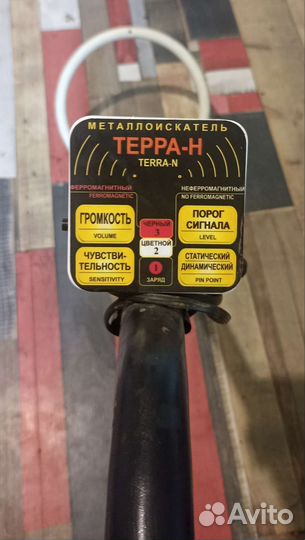 МЕТАЛЛОИСКАТЕЛЬ
ТЕРРА-Н
TERRA-N
ФЕРРОМАГНИТНЫЙ
FERROMAGNETIC
НЕФЕРРОМАГНИТНЫЙ
NO FERROMAGNETIC
ГРОМКОСТЬ
VOLUME
ЧЕРНЫЙ
3
ЦВЕТНОЙ
2
1
ЗАРЯД
ПОРОГ
СИГНАЛА
LEVEL
ЧУВСТВИ-
ТЕЛЬНОСТЬ
SENSITIVITY
СТАТИЧЕСКИЙ
ДИНАМИЧЕСКИЙ
PIN POINT
Avito